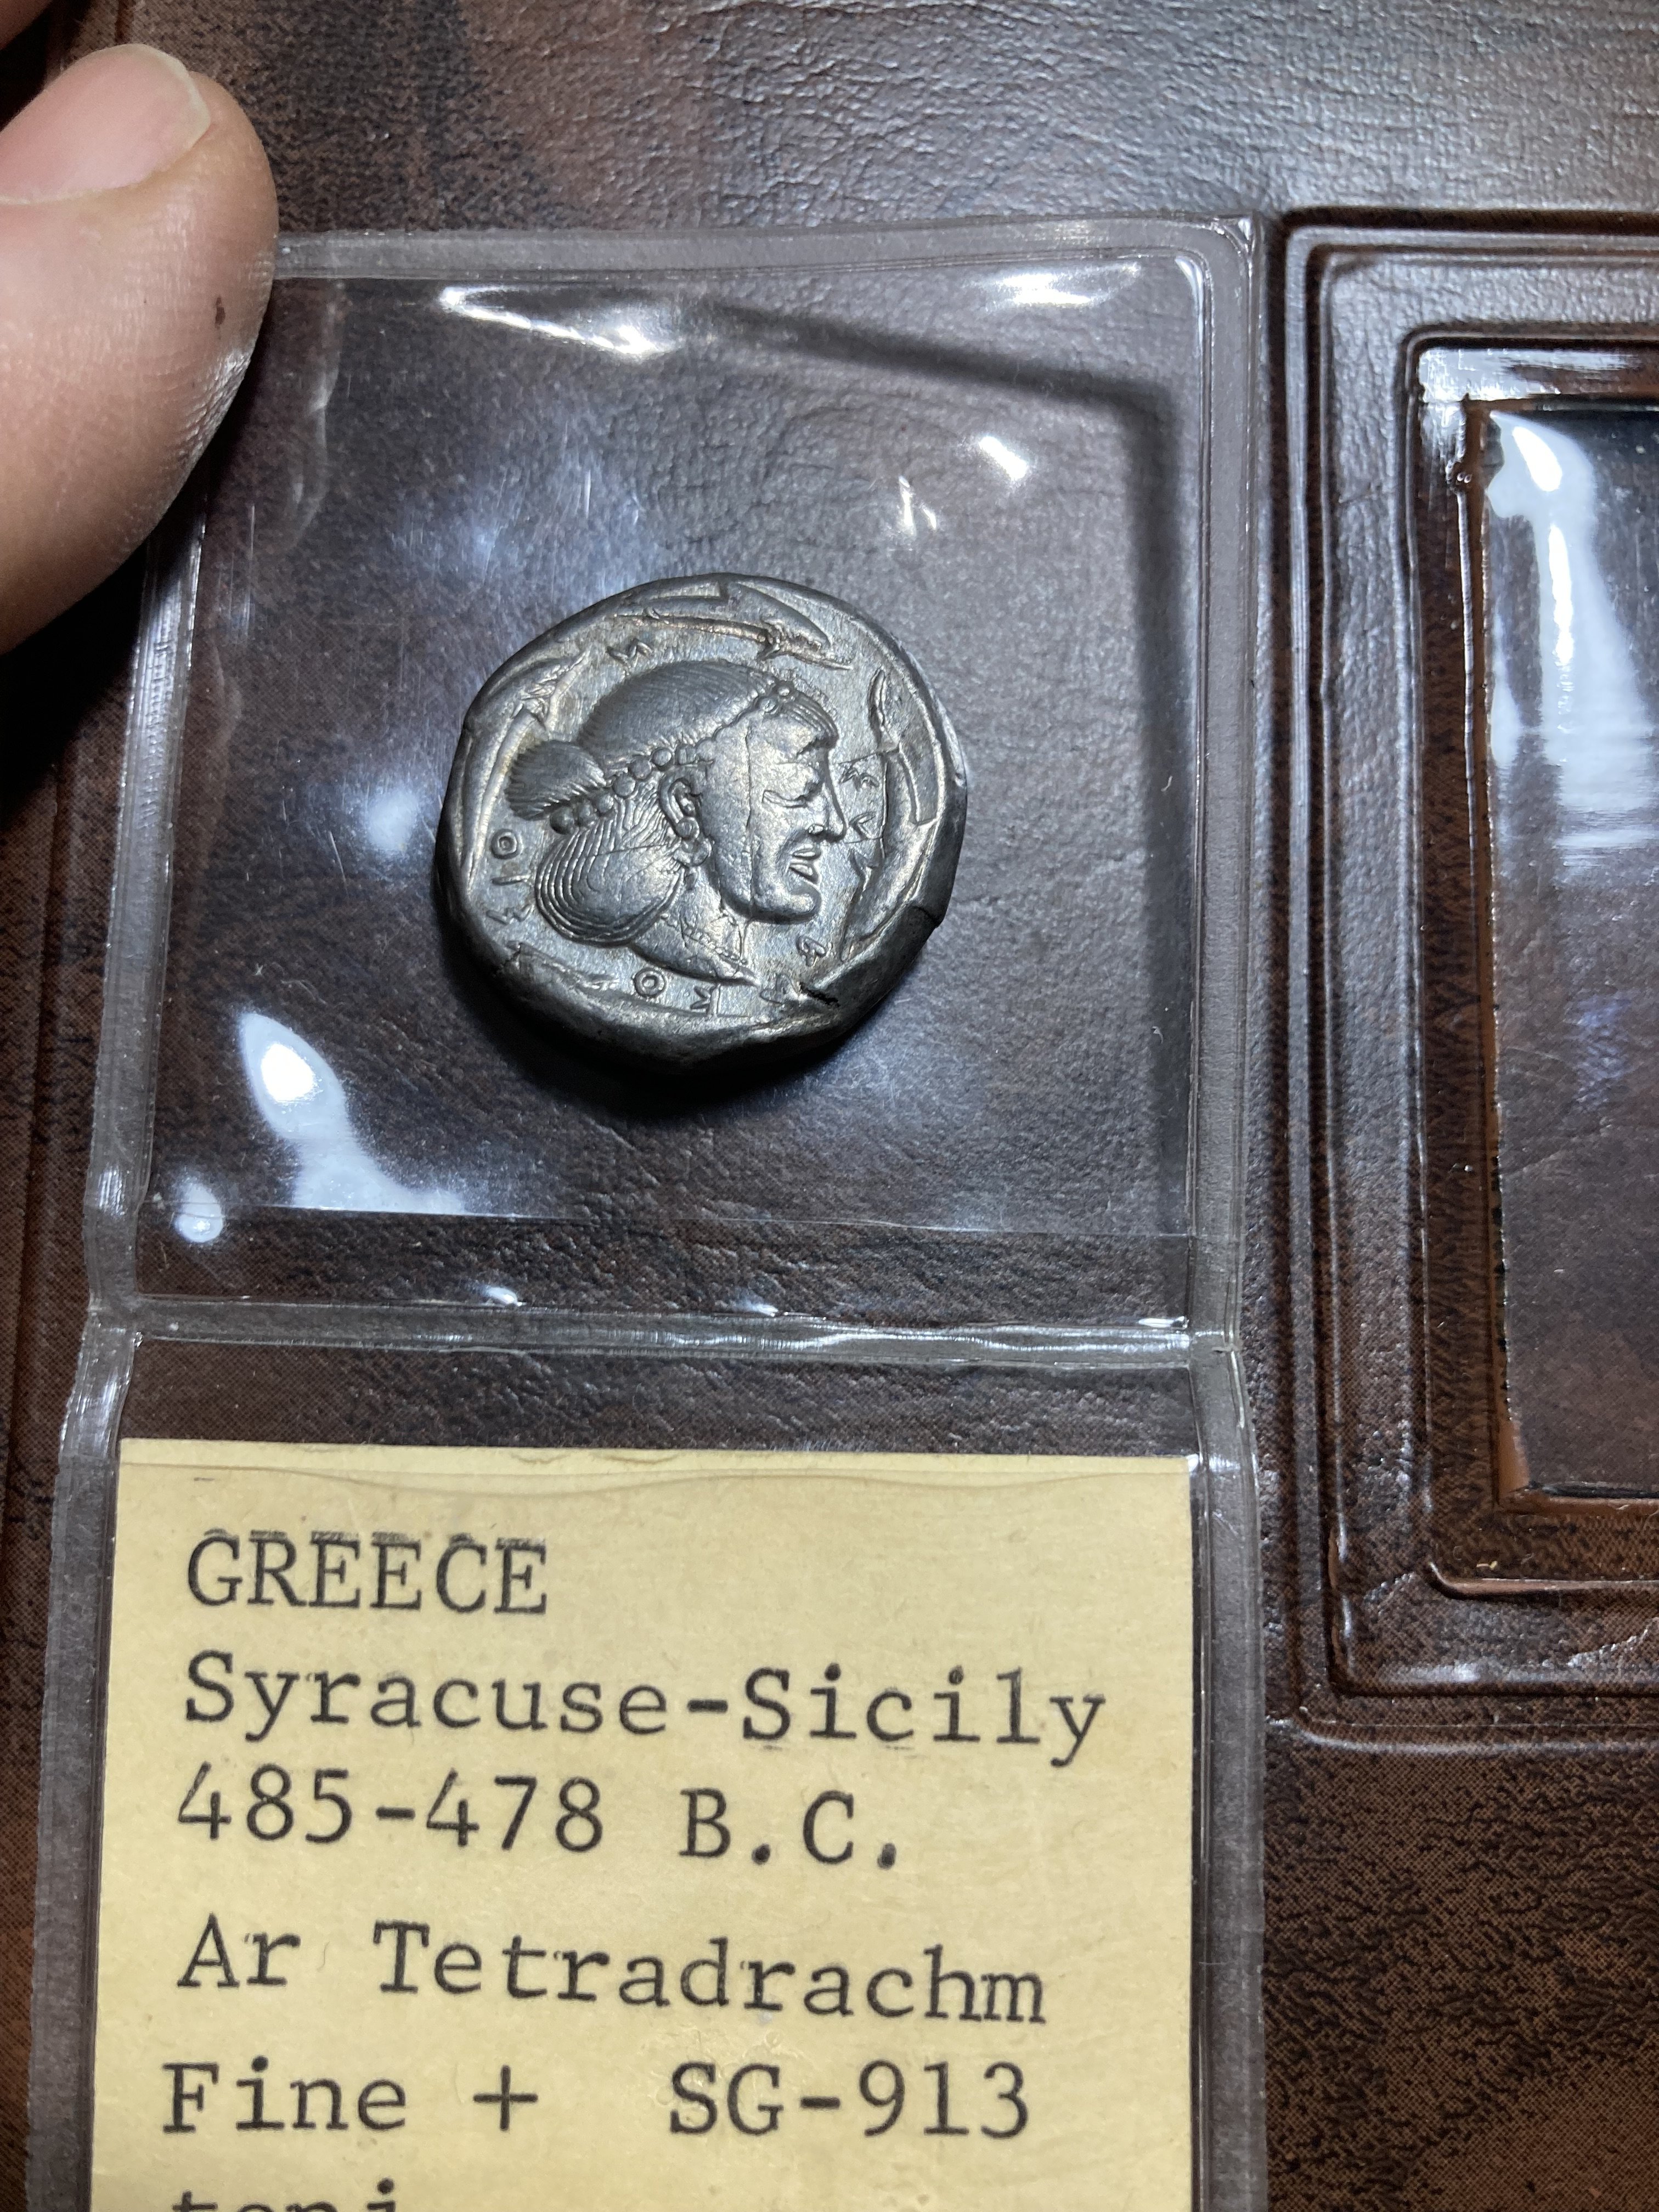 GREECE
Syracuse-Sicily
485-478 B.C.
Ar Tetradrachm
Fine + SG-913